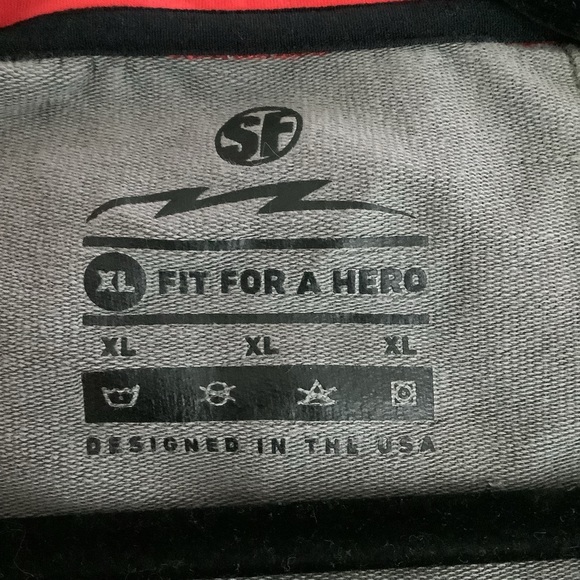 SF
XL FIT FOR A HERO
XL XL XL
DESIGNED IN THE USA